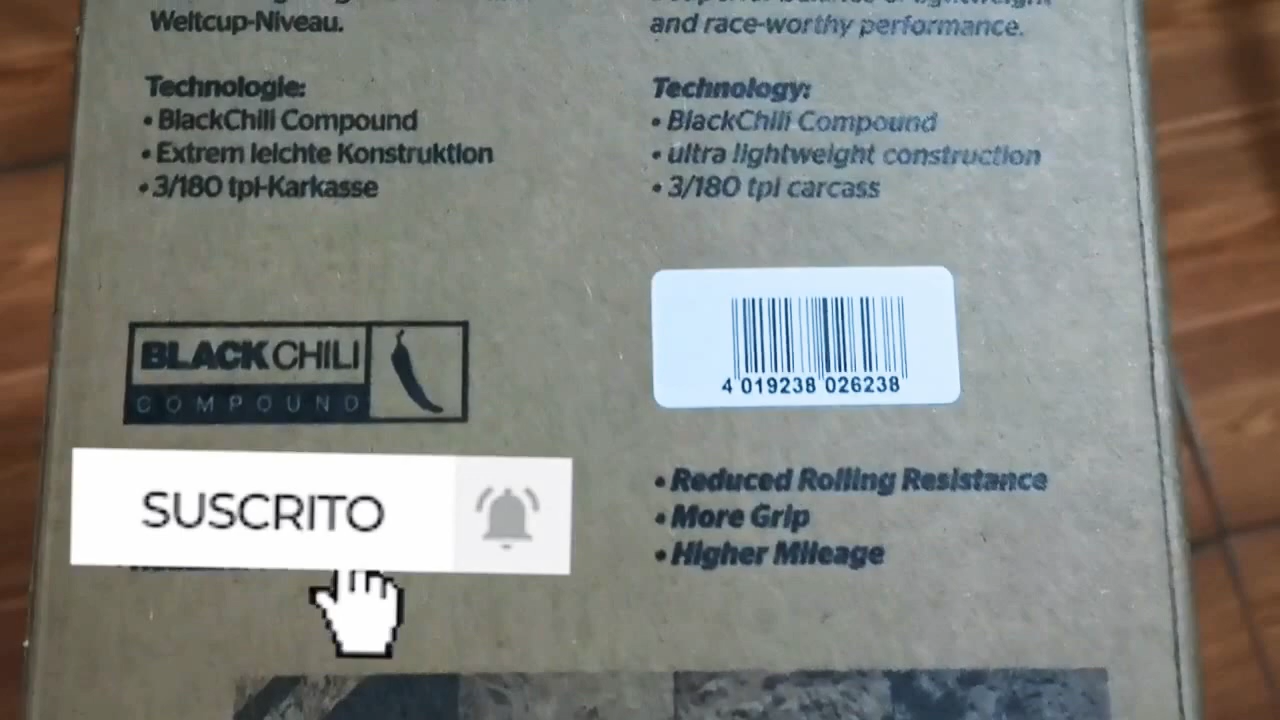 Weltcup-Niveau.
and race-worthy performance.
Technologie:
• BlackChili Compound
• Extrem leichte Konstruktion
• 3/180 tpi-Karkasse
Technology:
• BlackChili Compound
• ultra lightweight construction
• 3/180 tpi carcass
BLACK CHILI
COMPOUND
4 019238 026238
SUSCRITO
• Reduced Rolling Resistance
• More Grip
• Higher Mileage